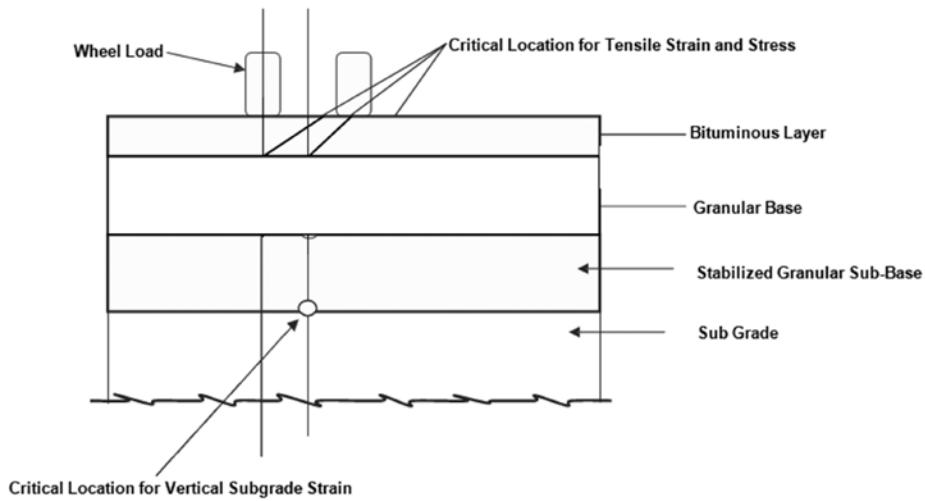 Wheel Load
Critical Location for Tensile Strain and Stress
Bituminous Layer
Granular Base
Stabilized Granular Sub-Base
Sub Grade
Critical Location for Vertical Subgrade Strain